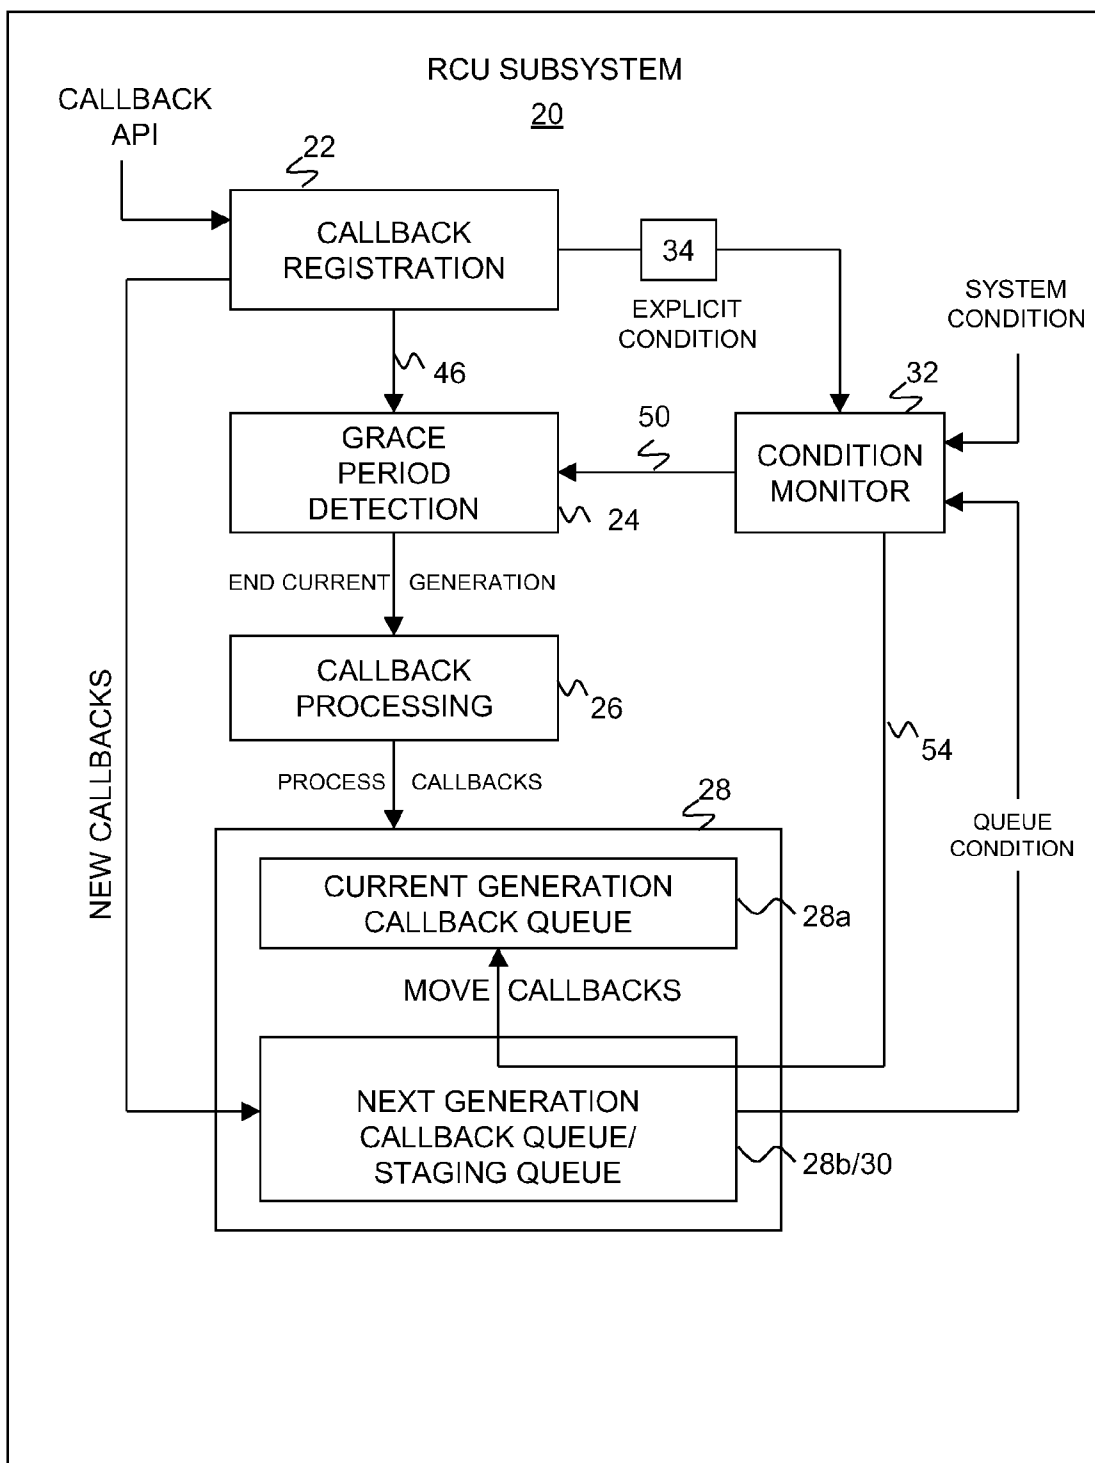 RCU SUBSYSTEM
20
CALLBACK
API
22
CALLBACK
REGISTRATION
34
EXPLICIT
CONDITION
SYSTEM
CONDITION
46
32
GRACE
PERIOD
DETECTION
50
CONDITION
MONITOR
24
END CURRENT GENERATION
CALLBACK
PROCESSING
26
NEW CALLBACKS
54
PROCESS CALLBACKS
28
QUEUE
CONDITION
CURRENT GENERATION
CALLBACK QUEUE
28a
MOVE CALLBACKS
NEXT GENERATION
CALLBACK QUEUE/
STAGING QUEUE
28b/30